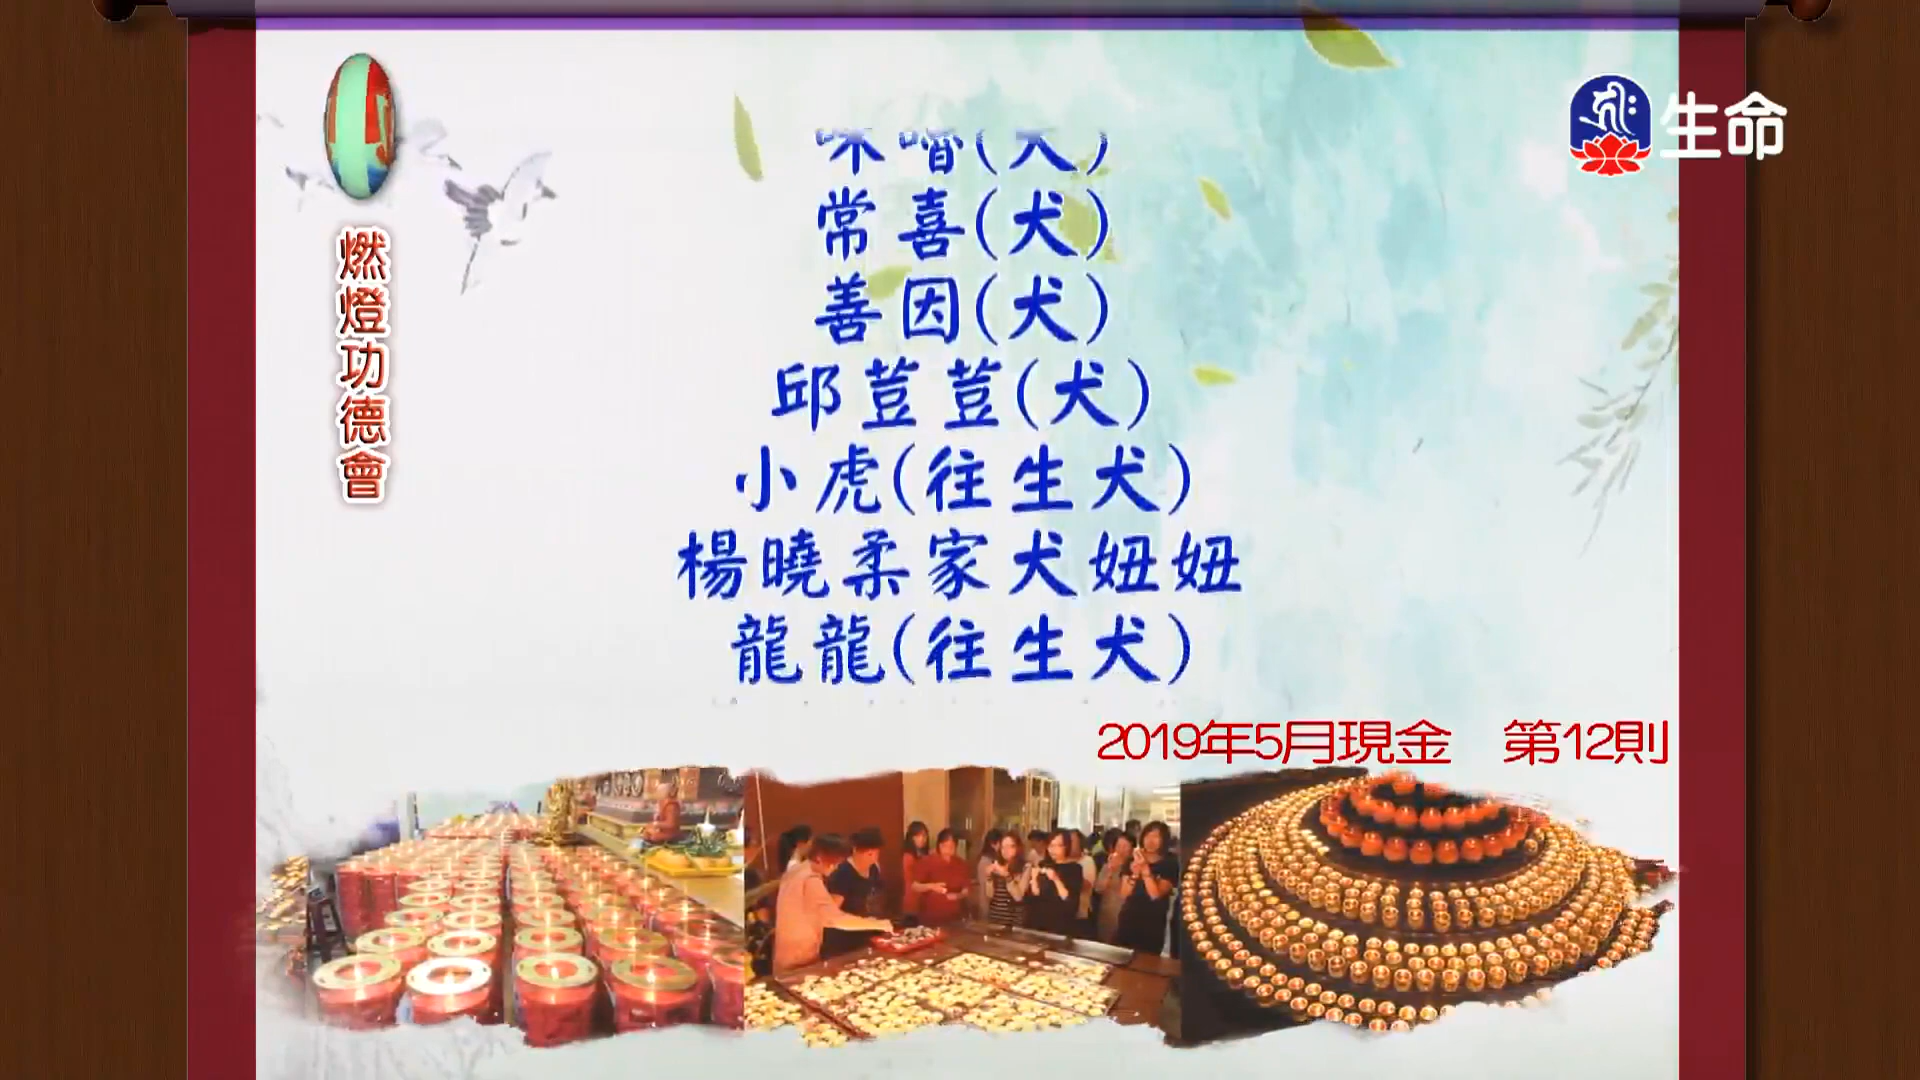 燃燈功德會
生命
常喜(犬)
善因(犬)
邱荳荳(犬)
小虎(往生犬)
楊曉柔家犬妞妞
龍龍(往生犬)
2019年5月現金 第12則